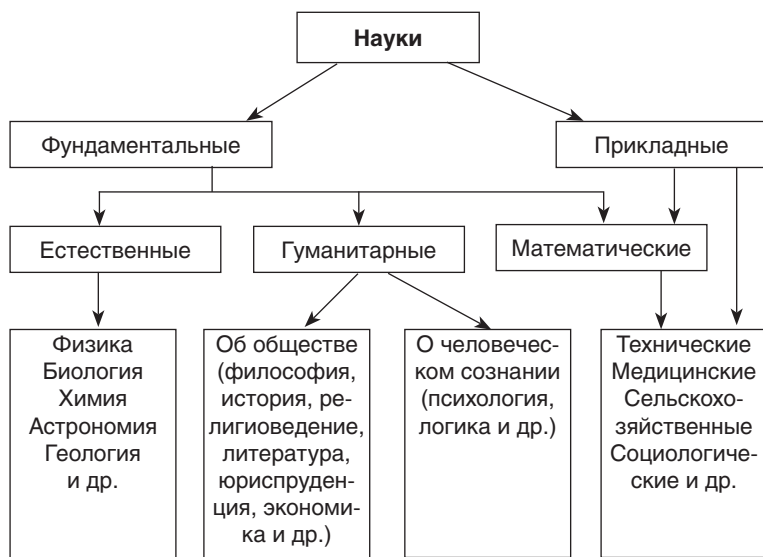 Науки
Фундаментальные
Прикладные
Естественные
Гуманитарные
Математические
Физика
Биология
Химия
Астрономия
Геология
и др.
Об обществе
(философия,
история, ре-
лигиоведение,
литература,
юриспруден-
ция, экономи-
ка и др.)
О человечес-
ком сознании
(психология,
логика и др.)
Технические
Медицинские
Сельскохо-
зяйственные
Социологиче-
ские и др.